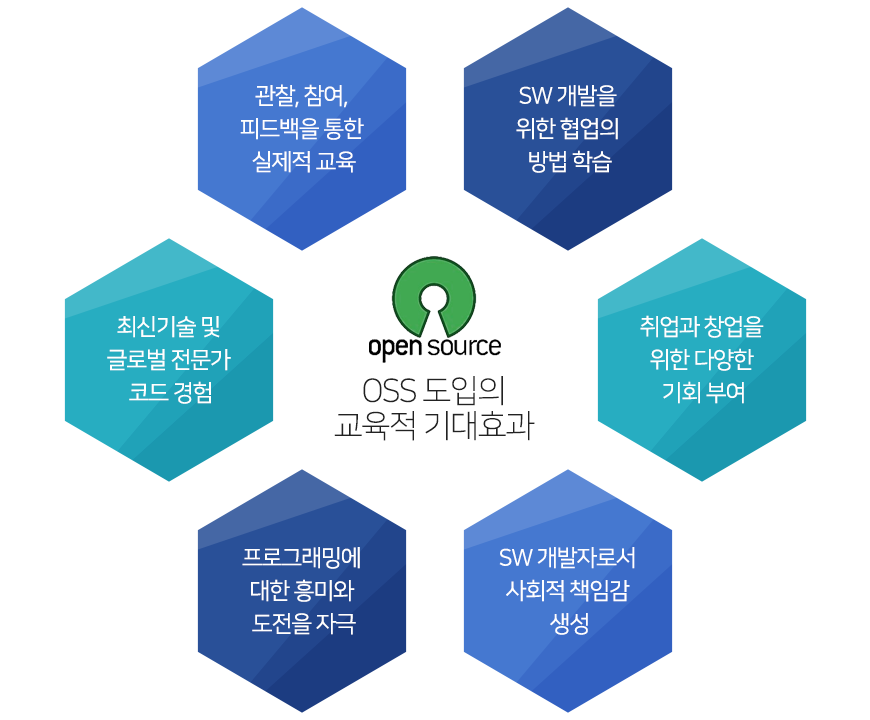 관찰, 참여,
피드백을 통한
실제적 교육
SW 개발을
위한 협업의
방법 학습
최신기술 및
글로벌 전문가
코드 경험
open source
OSS 도입의
교육적 기대효과
취업과 창업을
위한 다양한
기회 부여
프로그래밍에
대한 흥미와
도전을 자극
SW 개발자로서
사회적 책임감
생성